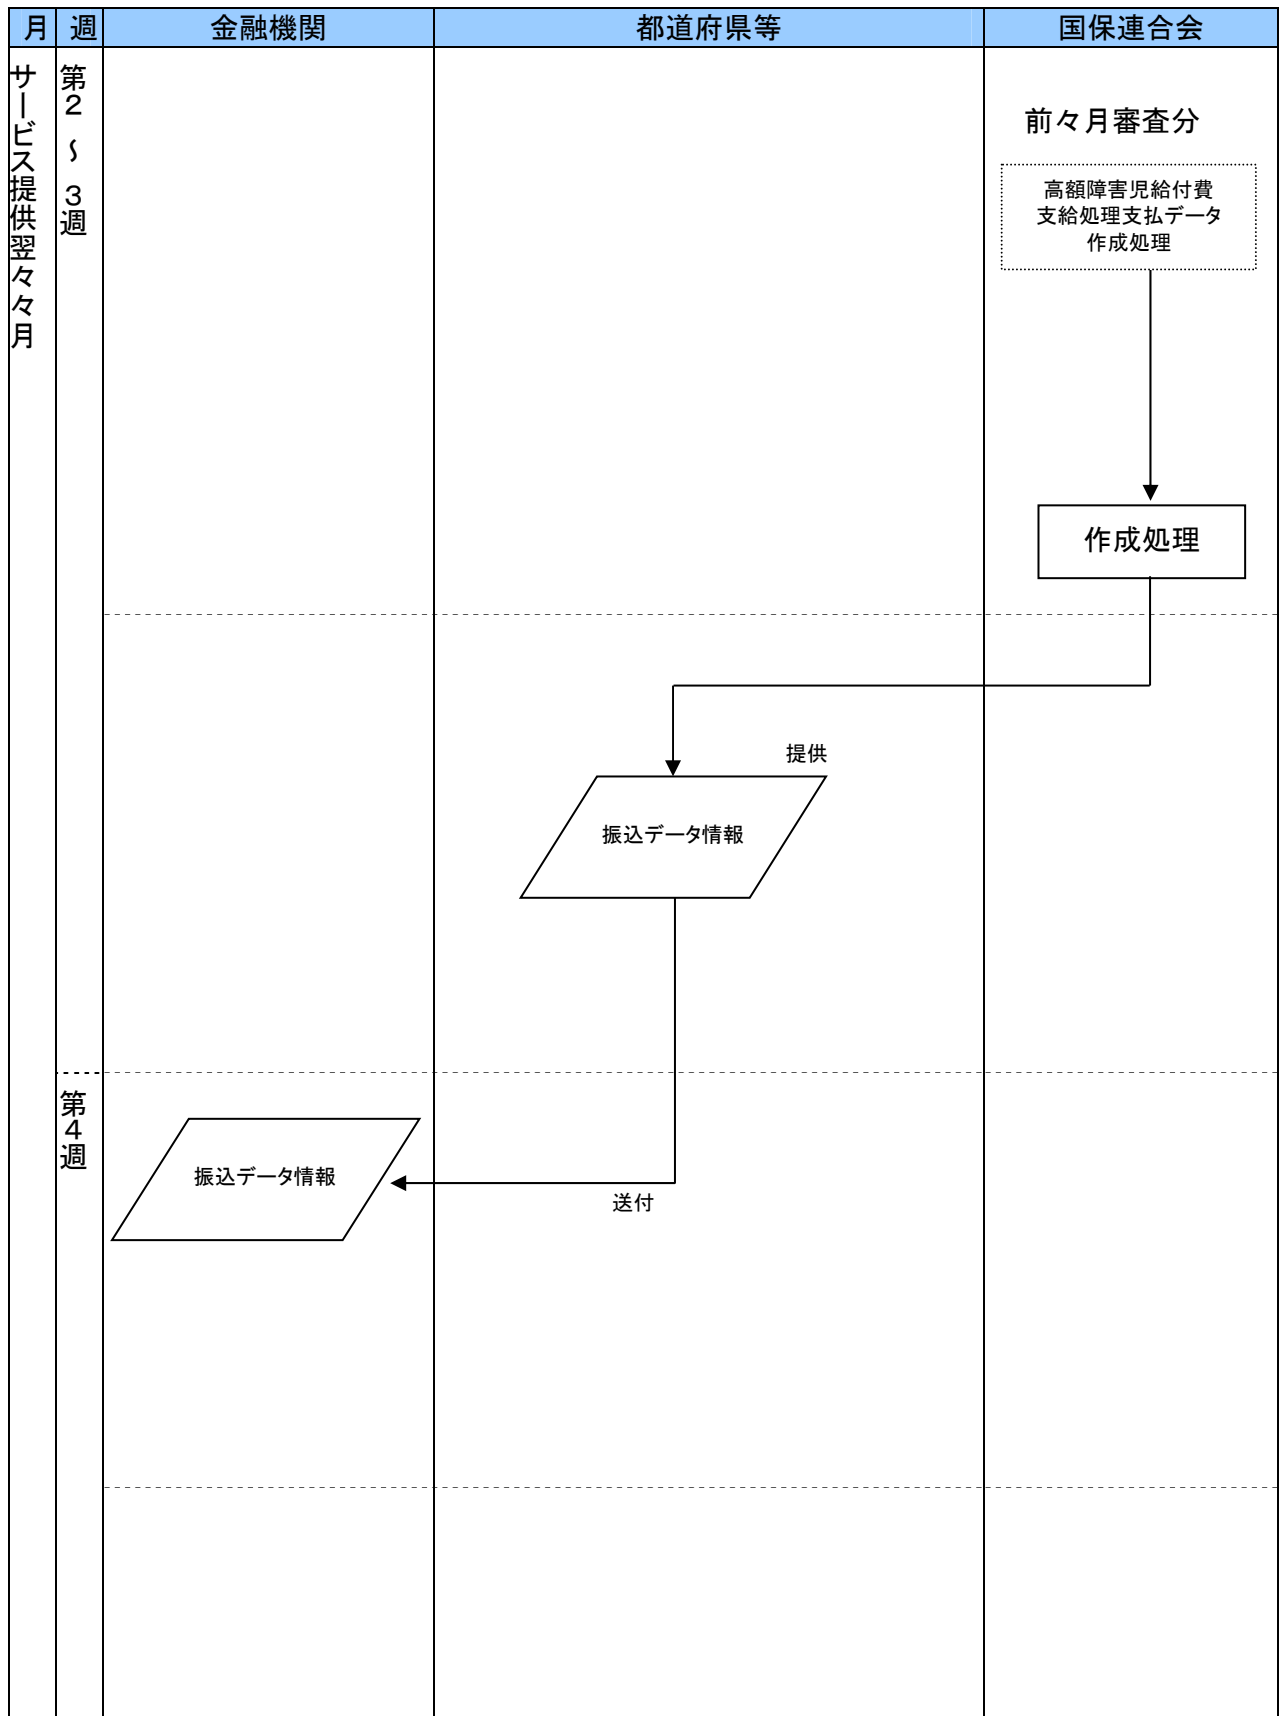 月 週 金融機関 都道府県等 国保連合会
サービス提供翌々々月
第２～３週
前々月審査分
高額障害児給付費
支給処理支払データ
作成処理
作成処理
提供
振込データ情報
第４週
振込データ情報
送付